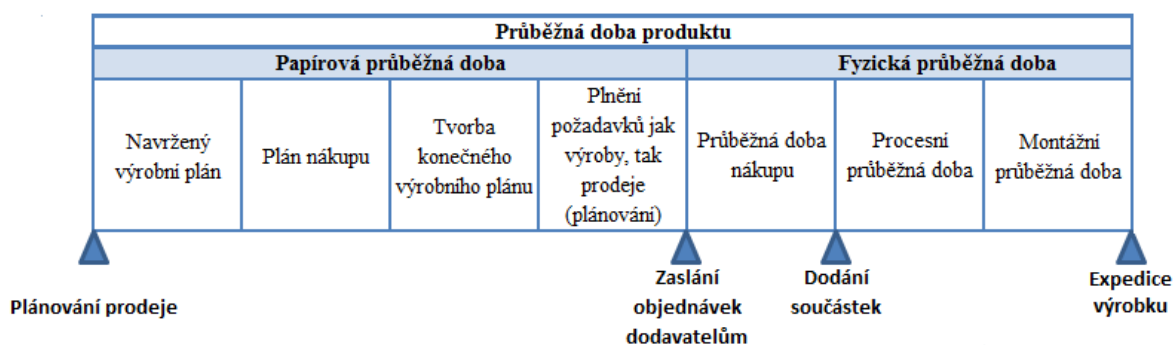 Průběžná doba produktu
Papírová průběžná doba
Fyzická průběžná doba
Navržený
výrobní plán
Plán nákupu
Tvorba
konečného
výrobního plánu
Plnění
požadavků jak
výroby, tak
prodeje
(plánování)
Průběžná doba
nákupu
Procesní
průběžná doba
Montážní
průběžná doba
Plánování prodeje
Zaslání
objednávek
dodavatelům
Dodání
součástek
Expedice
výrobku